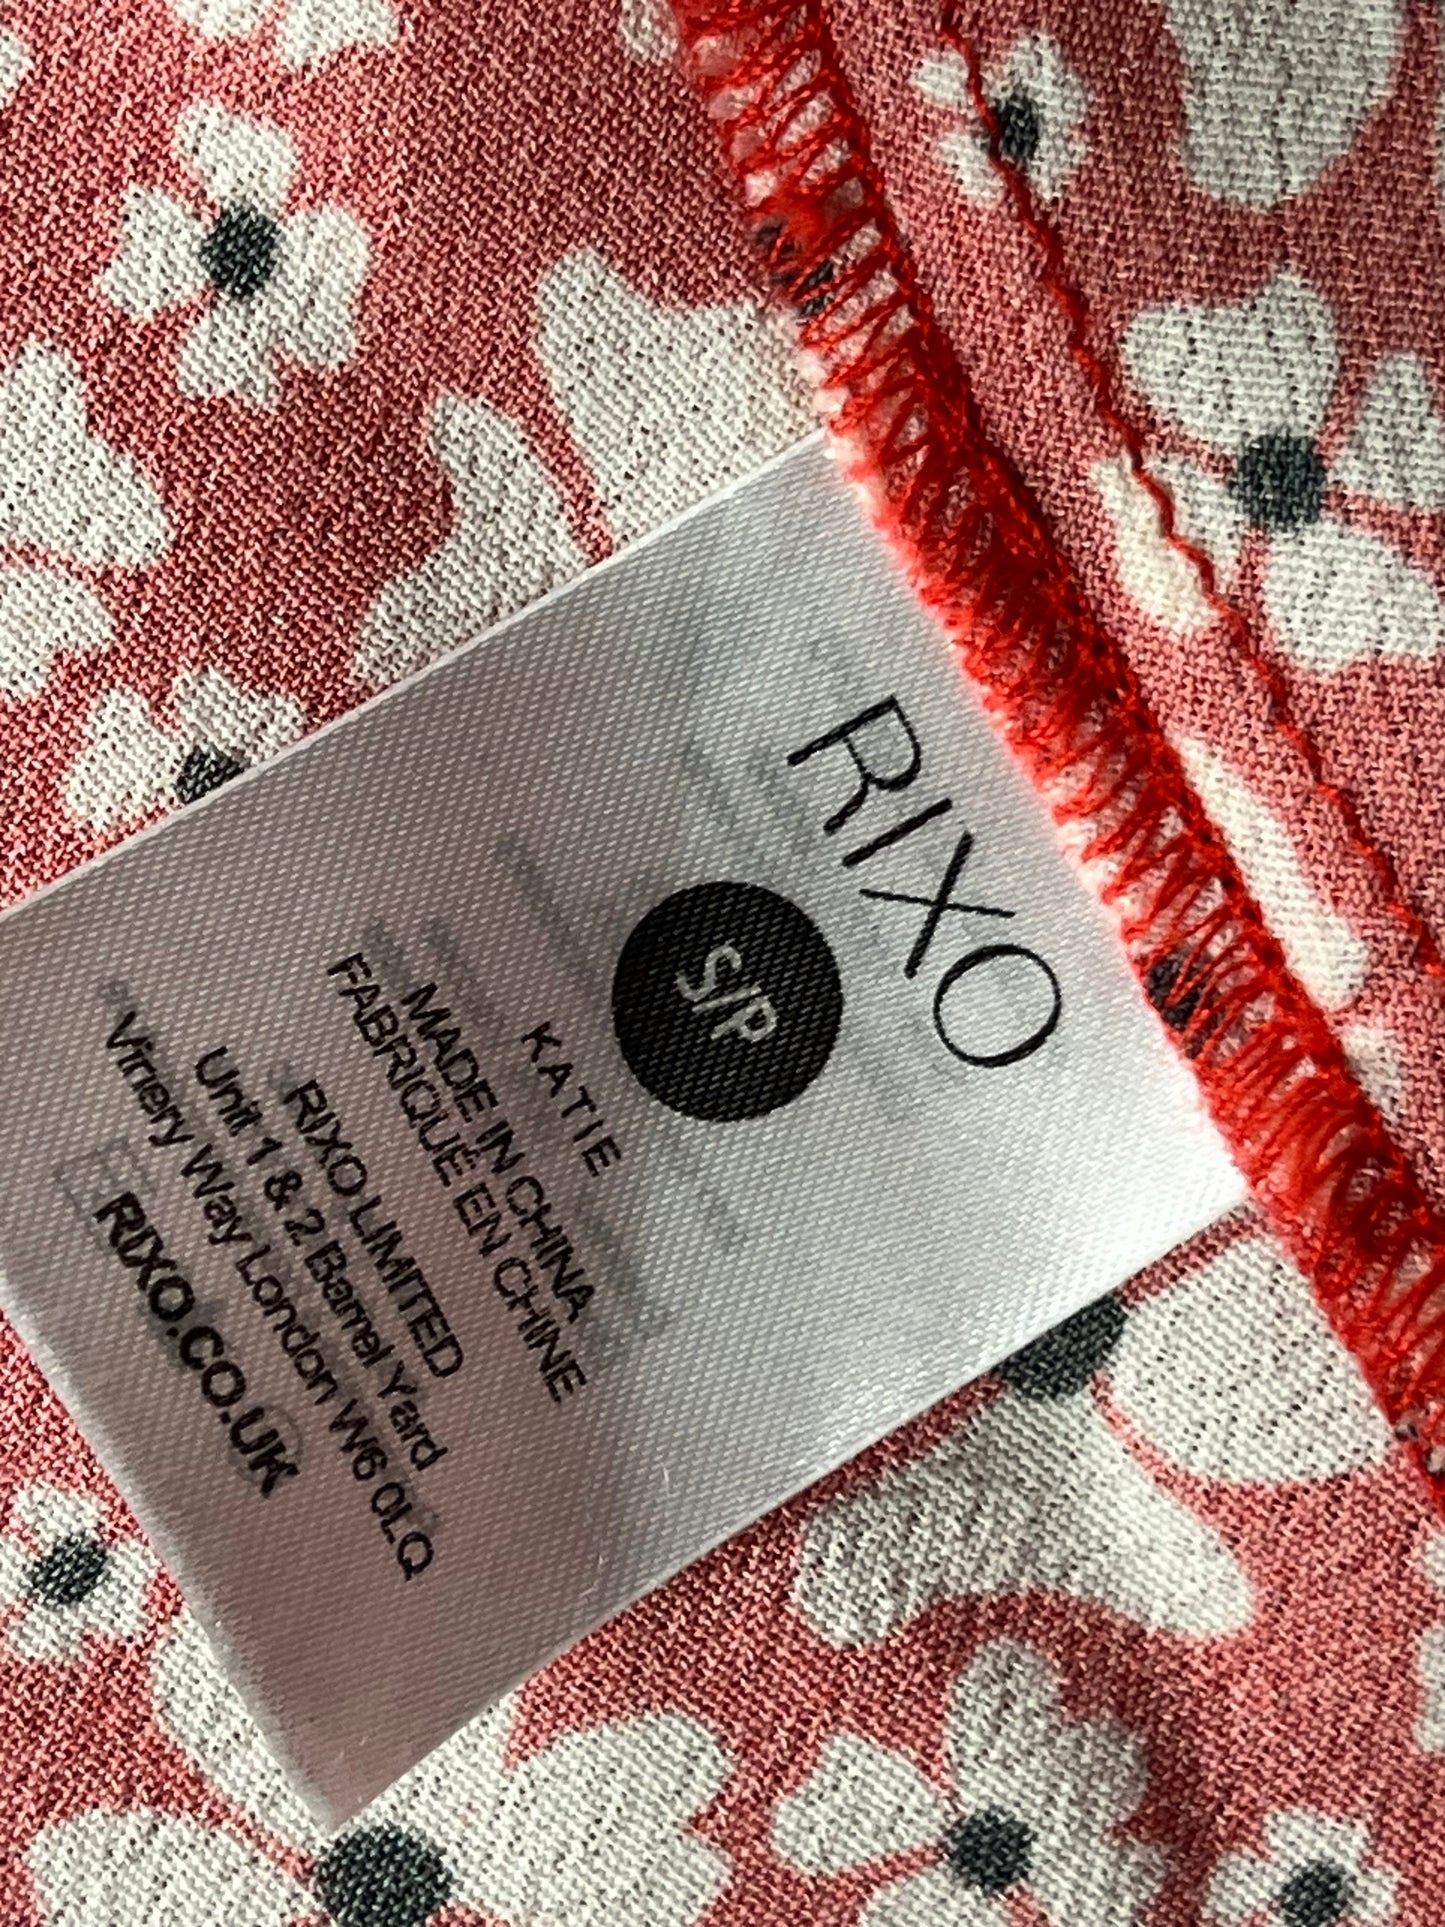 RIXO
S/P
KATIE
MADE IN CHINA
FABRIQUÉ EN CHINE
RIXO LIMITED
Unit 1 & 2 Barrel Yard
Vinery Way London W6 0LQ
RIXO.CO.UK